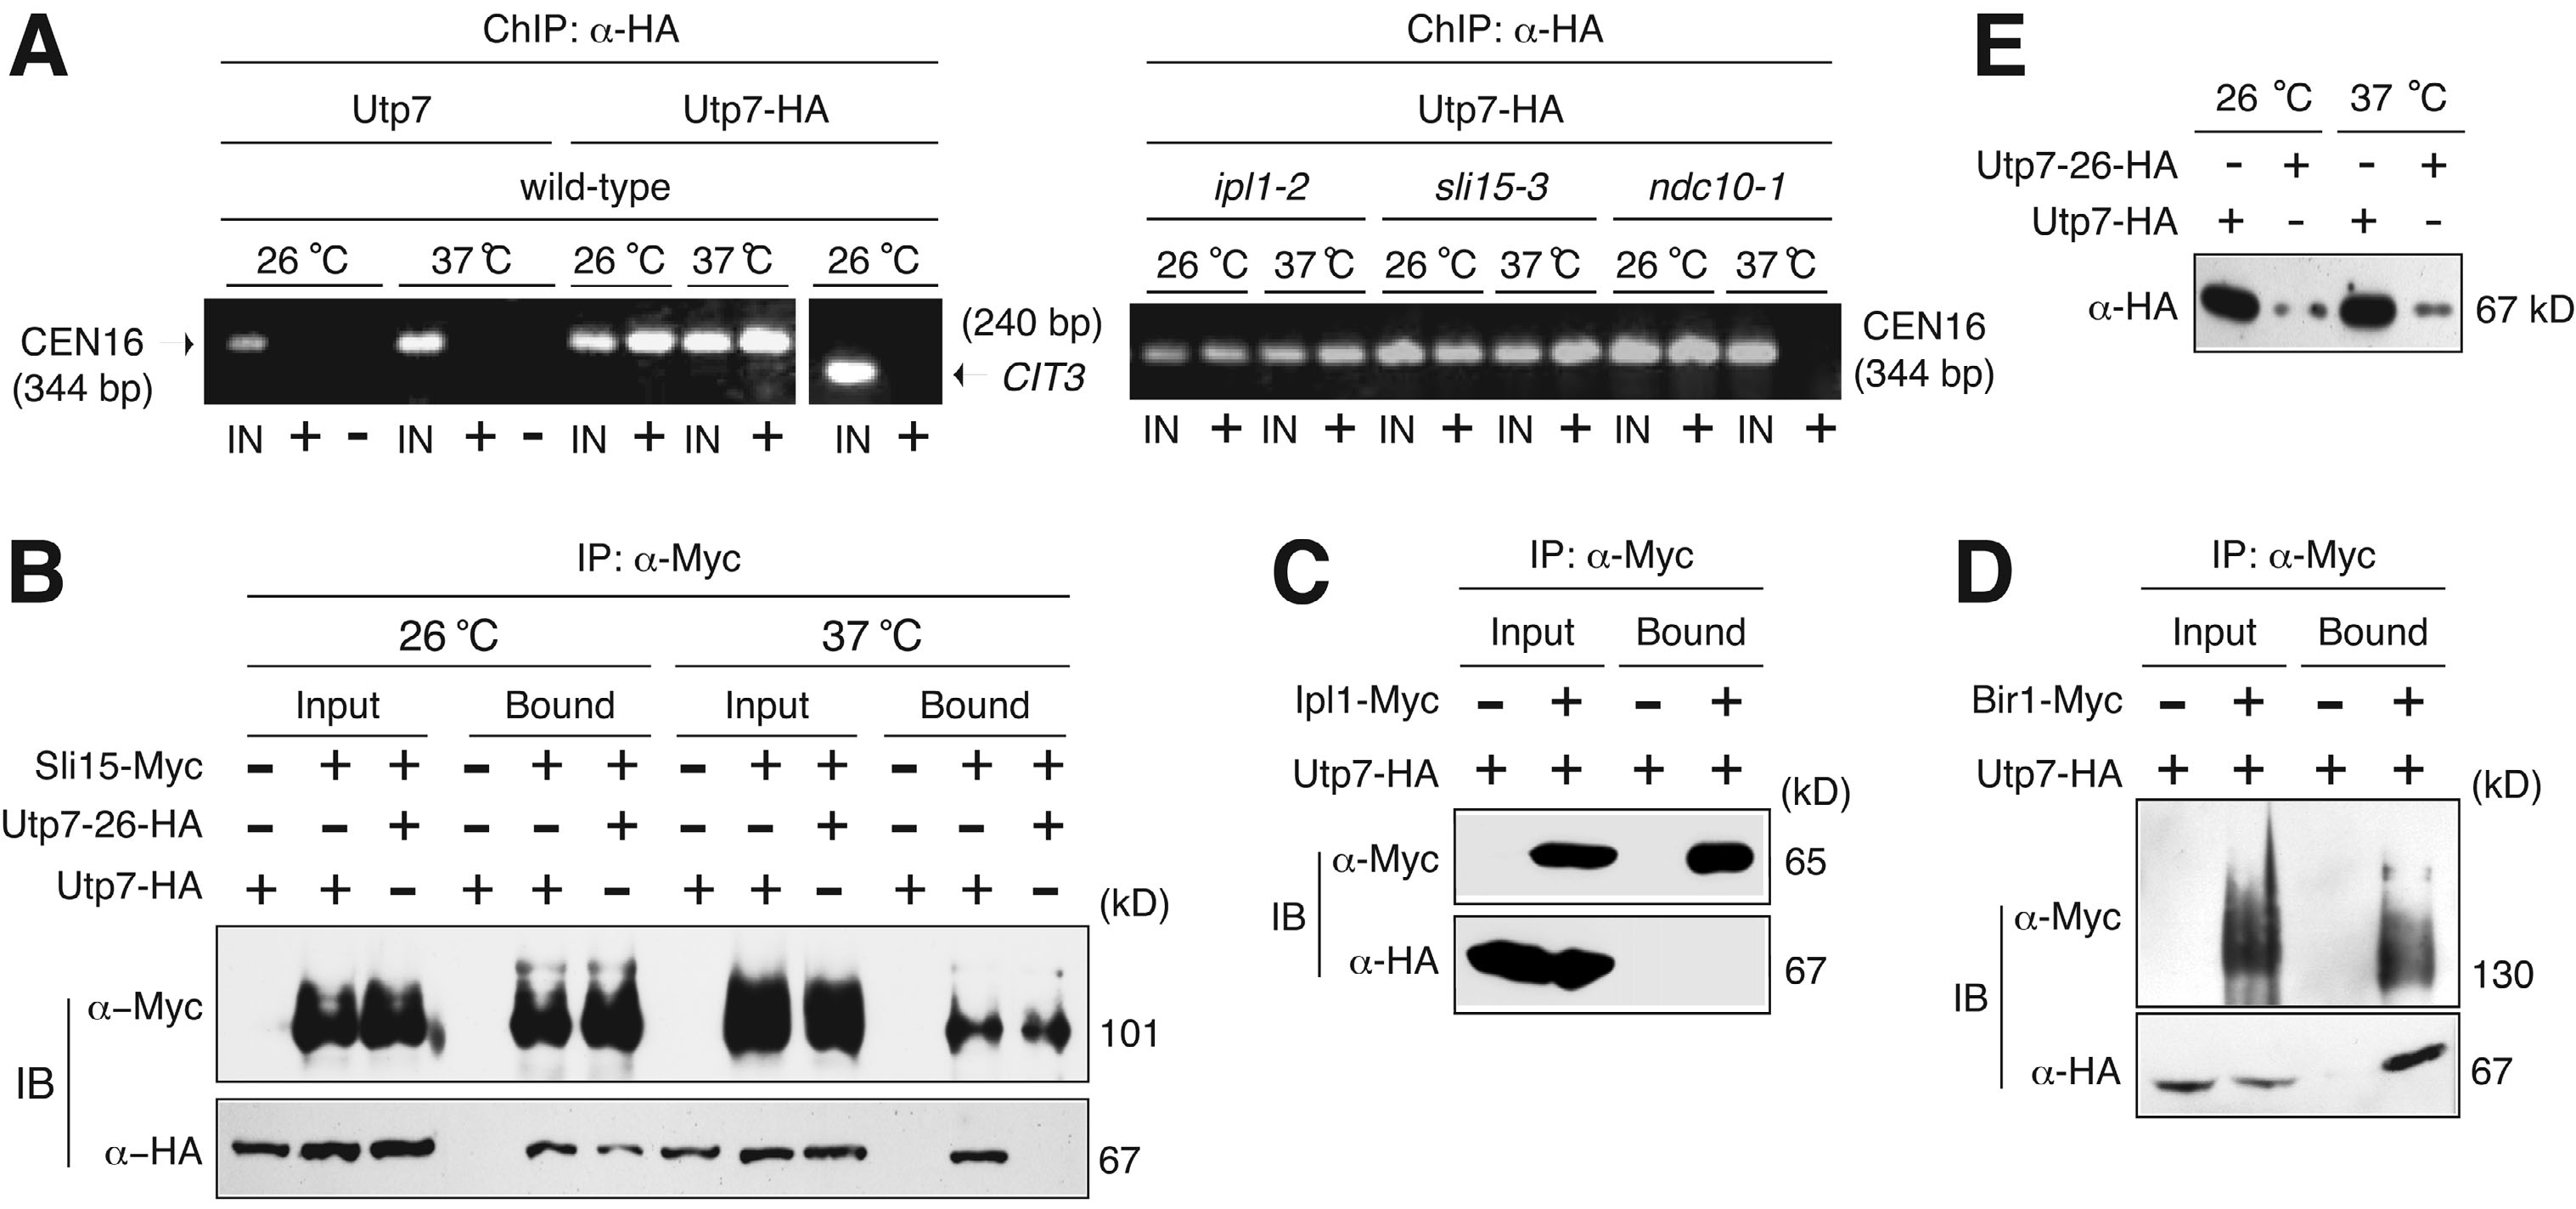 A
ChIP: α-HA
Utp7 Utp7-HA
wild-type
26 °C 37 °C 26 °C 37 °C 26 °C
CEN16
(344 bp)
(240 bp)
CIT3
IN + - IN + - IN + IN + IN +
ChIP: α-HA
Utp7-HA
ipl1-2 sli15-3 ndc10-1
26 °C 37 °C 26 °C 37 °C 26 °C 37 °C
CEN16
(344 bp)
IN + IN + IN + IN + IN + IN +
E
26 °C 37 °C
Utp7-26-HA - + - +
Utp7-HA + - + -
α-HA 67 kD
B
IP: α-Myc
26 °C 37 °C
Input Bound Input Bound
Sli15-Myc − + + − + + − + + − + +
Utp7-26-HA − − + − − + − − + − − +
Utp7-HA + + − + + − + + − + + −
(kD)
α–Myc 101
IB
α–HA 67
C
IP: α-Myc
Input Bound
Ipl1-Myc − + − +
Utp7-HA + + + +
(kD)
α-Myc 65
IB
α-HA 67
D
IP: α-Myc
Input Bound
Bir1-Myc − + − +
Utp7-HA + + + +
(kD)
α-Myc
130
IB
α-HA 67